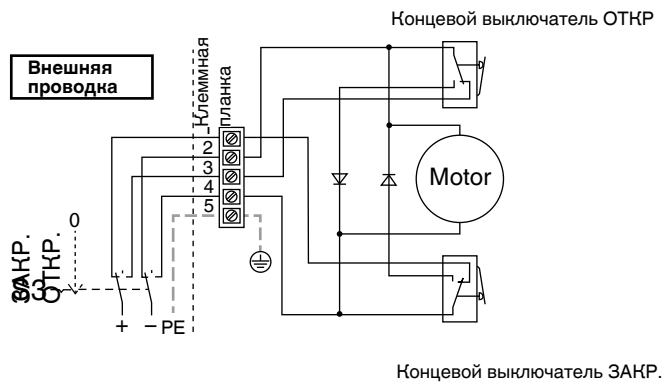 Концевой выключатель ОТКР
Внешняя
проводка
Клеммная
планка
1
2
3
4
5
Motor
0
ЗАКР.
ОТКР.
+
–
PE
Концевой выключатель ЗАКР.